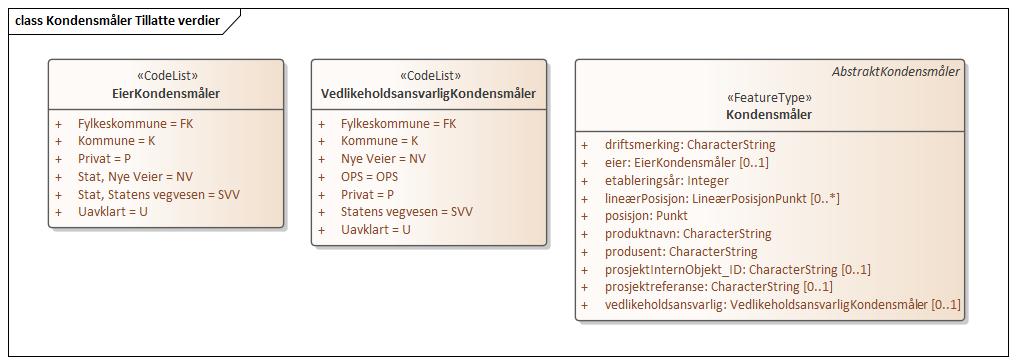 class Kondensmåler Tillatte verdier
«CodeList»
EierKondensmåler
+ Fylkeskommune = FK
+ Kommune = K
+ Privat = P
+ Stat, Nye Veier = NV
+ Stat, Statens vegvesen = SVV
+ Uavklart = U
«CodeList»
VedlikeholdsansvarligKondensmåler
+ Fylkeskommune = FK
+ Kommune = K
+ Nye Veier = NV
+ OPS = OPS
+ Privat = P
+ Statens vegvesen = SVV
+ Uavklart = U
AbstraktKondensmåler
«FeatureType»
Kondensmåler
+ driftsmerking: CharacterString
+ eier: EierKondensmåler [0..1]
+ etableringsår: Integer
+ lineærPosisjon: LineærPosisjonPunkt [0..*]
+ posisjon: Punkt
+ produktnavn: CharacterString
+ produsent: CharacterString
+ prosjektInternObjekt_ID: CharacterString [0..1]
+ prosjektreferanse: CharacterString [0..1]
+ vedlikeholdsansvarlig: VedlikeholdsansvarligKondensmåler [0..1]